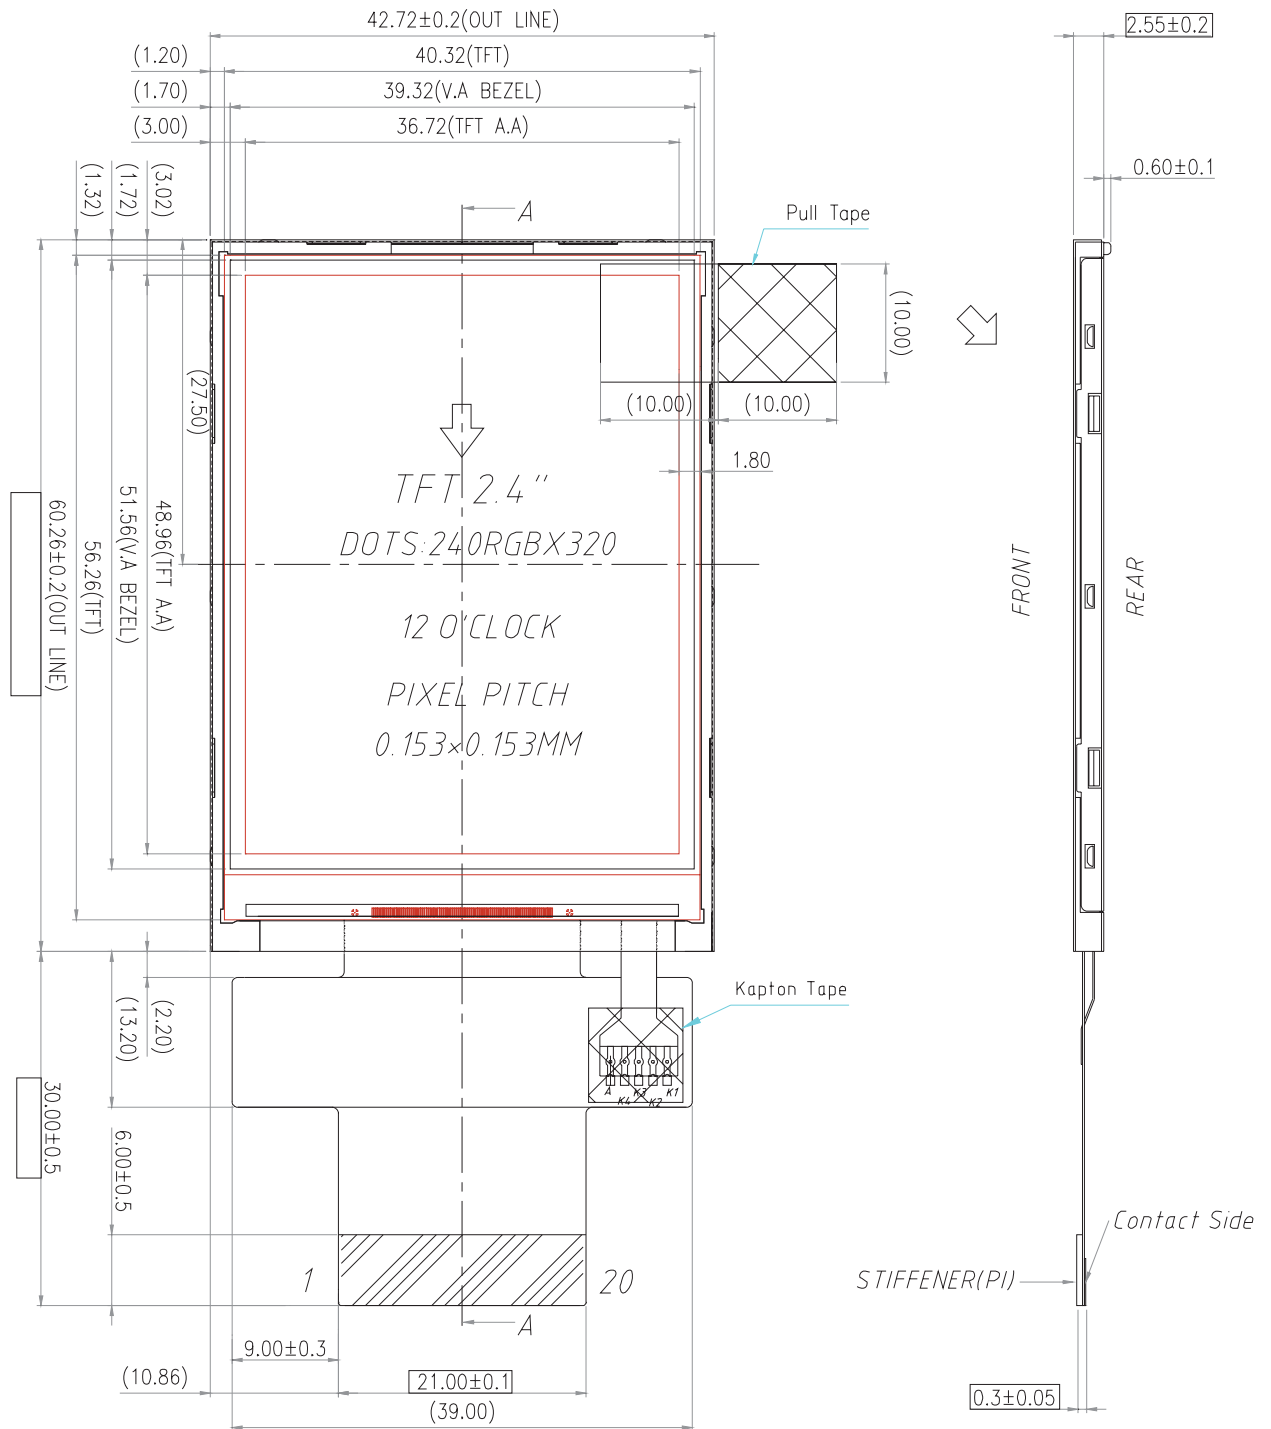 42.72±0.2(OUT LINE)
2.55±0.2
(1.20)
40.32(TFT)
(1.70)
39.32(V.A BEZEL)
(3.00)
36.72(TFT A.A)
0.60±0.1
(1.32)
(1.72)
(3.02)
A
Pull Tape
(10.00)
(27.50)
(10.00)
(10.00)
1.80
TFT 2.4''
DOTS:240RGBX320
12 O'CLOCK
PIXEL PITCH
0.153×0.153MM
60.26±0.2(OUT LINE)
56.26(TFT)
51.56(V.A BEZEL)
48.96(TFT A.A)
FRONT
REAR
Kapton Tape
(13.20)
(2.20)
A
K4
K3
K2
K1
30.00±0.5
6.00±0.5
1
20
Contact Side
STIFFENER(PI)
A
9.00±0.3
(10.86)
21.00±0.1
(39.00)
0.3±0.05